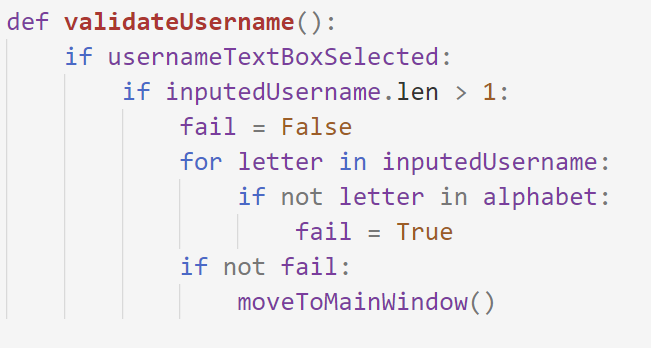 def validateUsername():
    if usernameTextBoxSelected:
        if inputedUsername.len > 1:
            fail = False
            for letter in inputedUsername:
                if not letter in alphabet:
                    fail = True
            if not fail:
                moveToMainWindow()